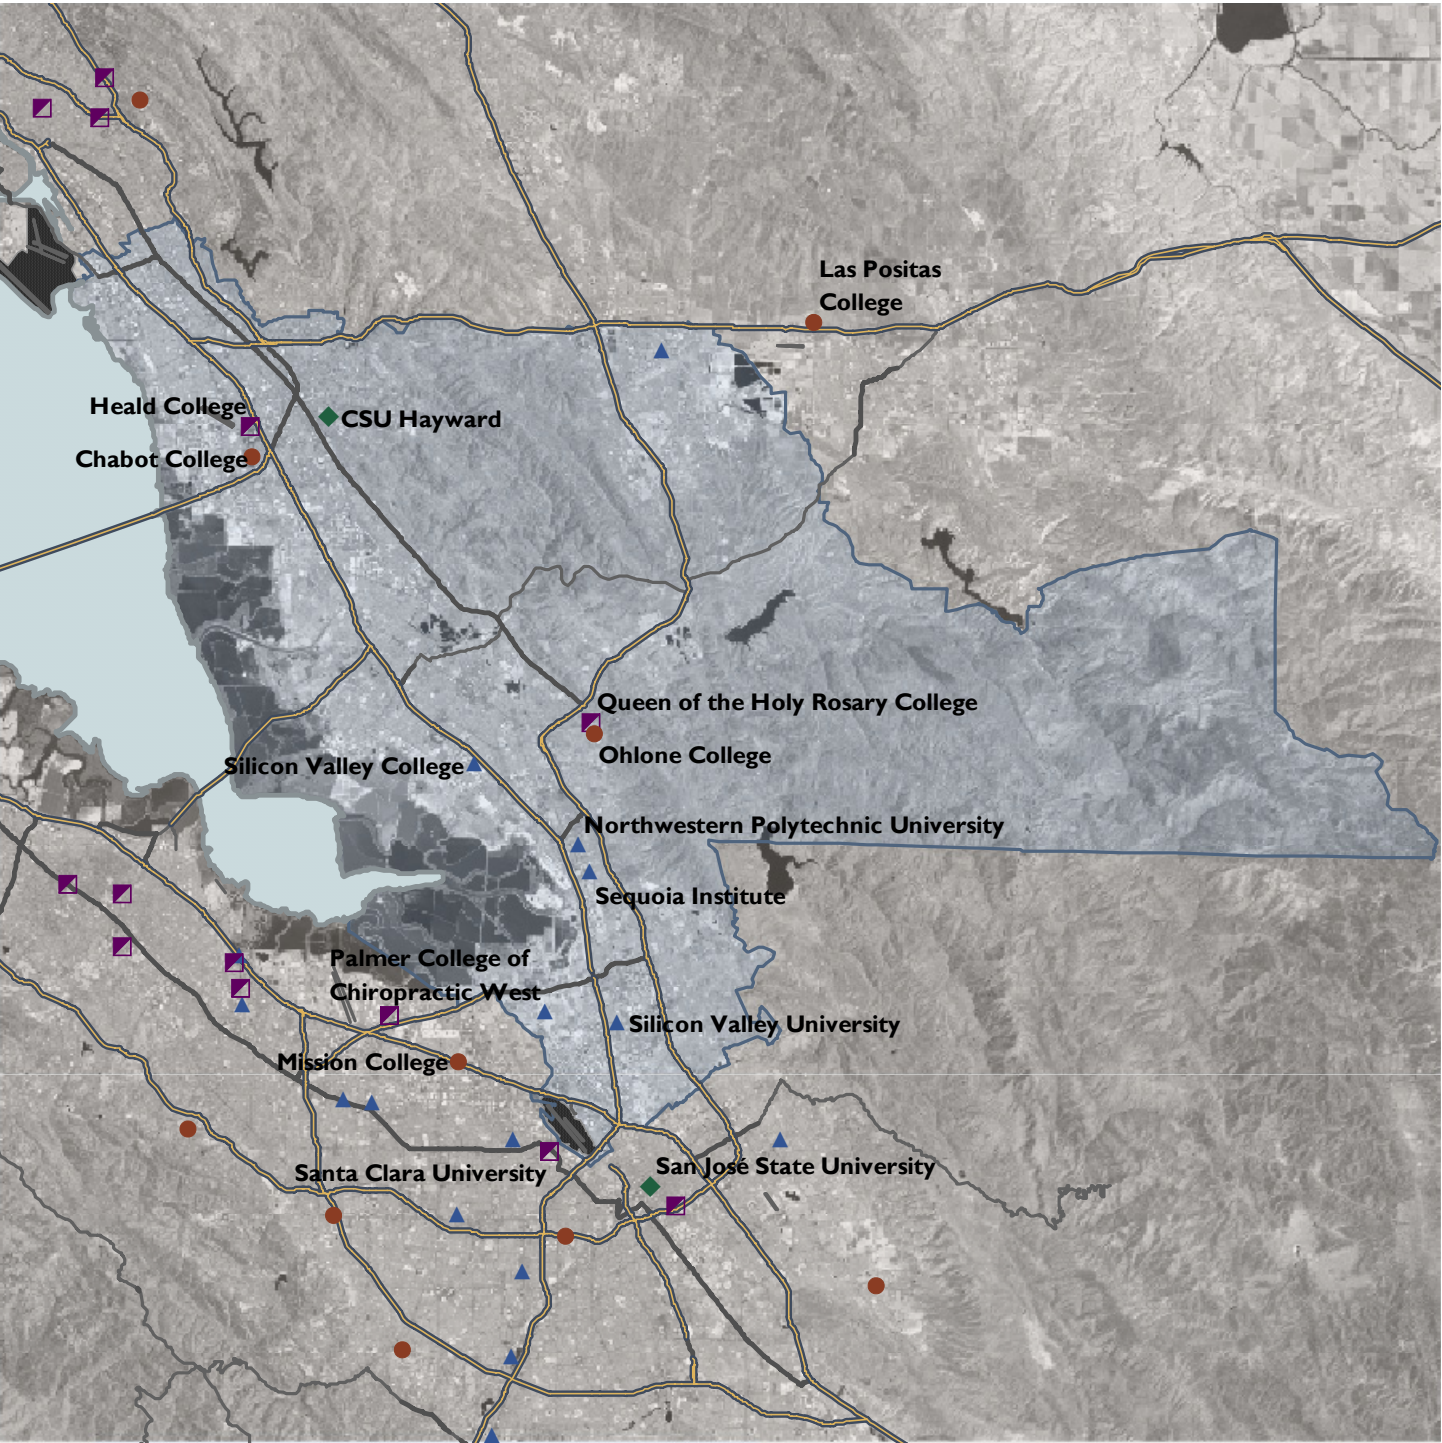 Las Positas
College
Heald College
CSU Hayward
Chabot College
Queen of the Holy Rosary College
Ohlone College
Silicon Valley College
Northwestern Polytechnic University
Sequoia Institute
Palmer College of
Chiropractic West
Silicon Valley University
Mission College
San José State University
Santa Clara University